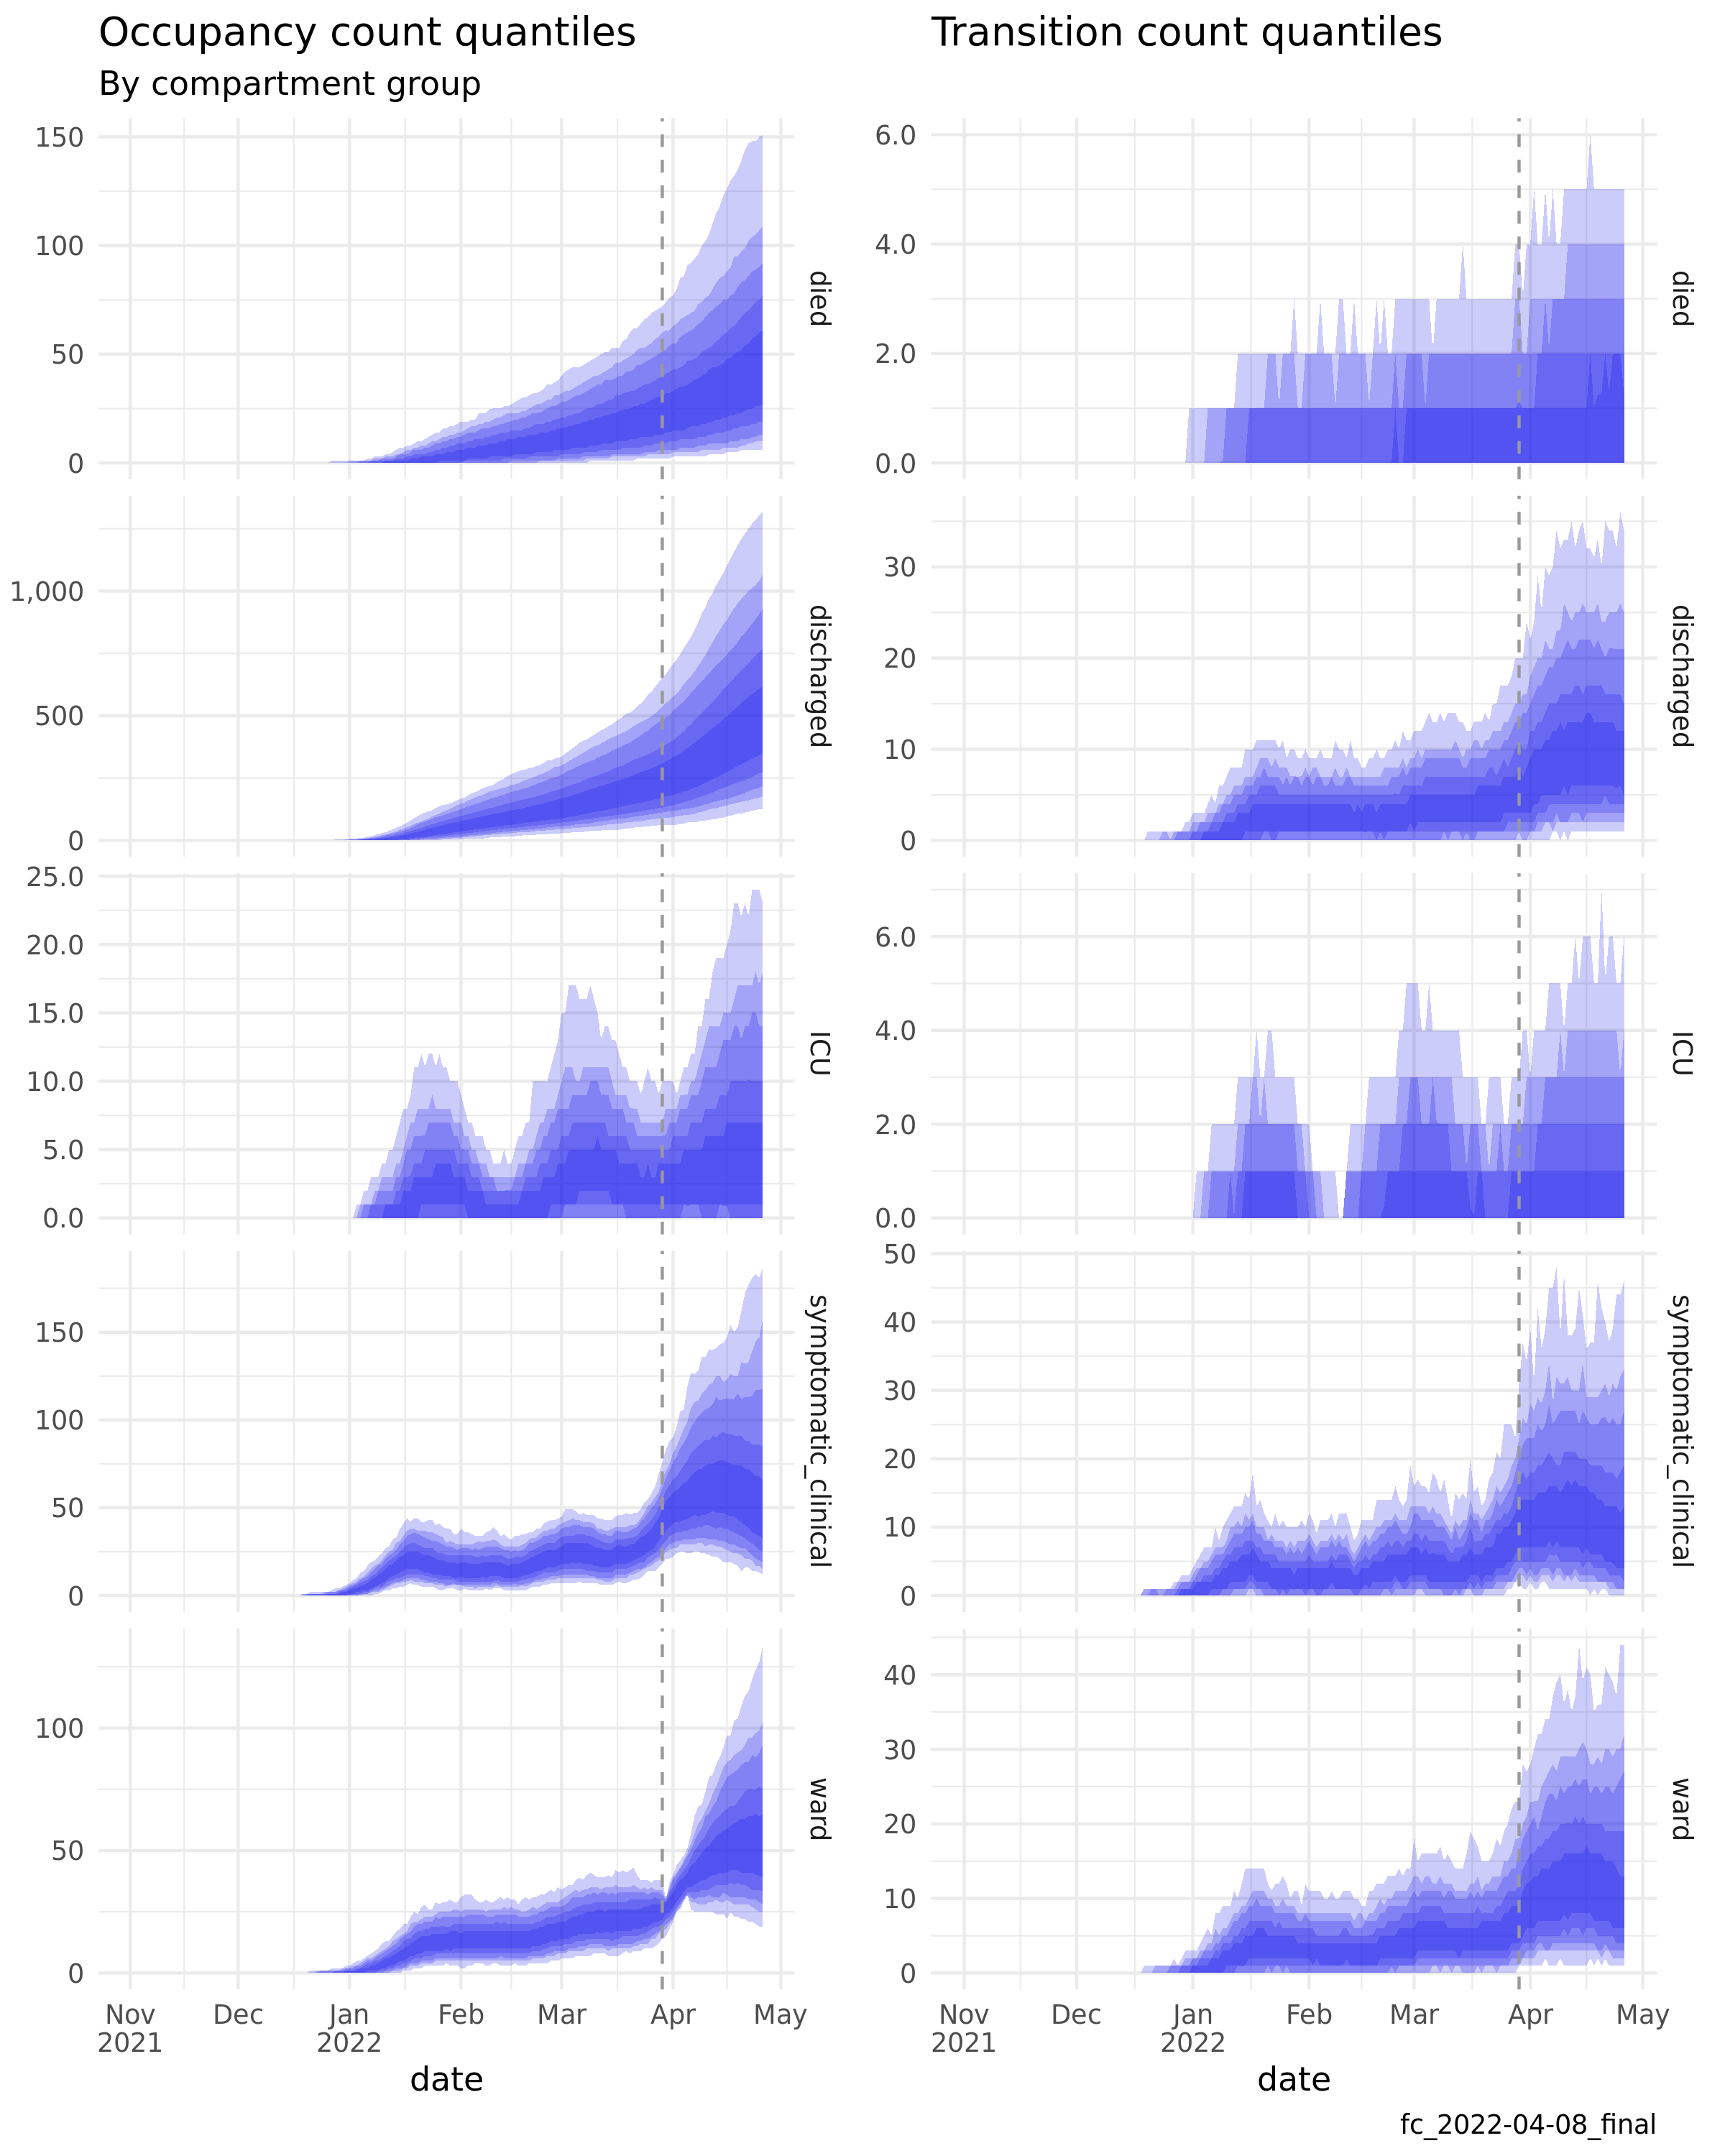 Occupancy count quantiles
By compartment group
Transition count quantiles
150
100
50
0
died
6.0
4.0
2.0
0.0
died
1,000
500
0
discharged
30
20
10
0
discharged
25.0
20.0
15.0
10.0
5.0
0.0
ICU
6.0
4.0
2.0
0.0
ICU
150
100
50
0
symptomatic_clinical
50
40
30
20
10
0
symptomatic_clinical
100
50
0
ward
40
30
20
10
0
ward
Nov Dec Jan Feb Mar Apr May
2021 2022
date
Nov Dec Jan Feb Mar Apr May
2021 2022
date
fc_2022-04-08_final